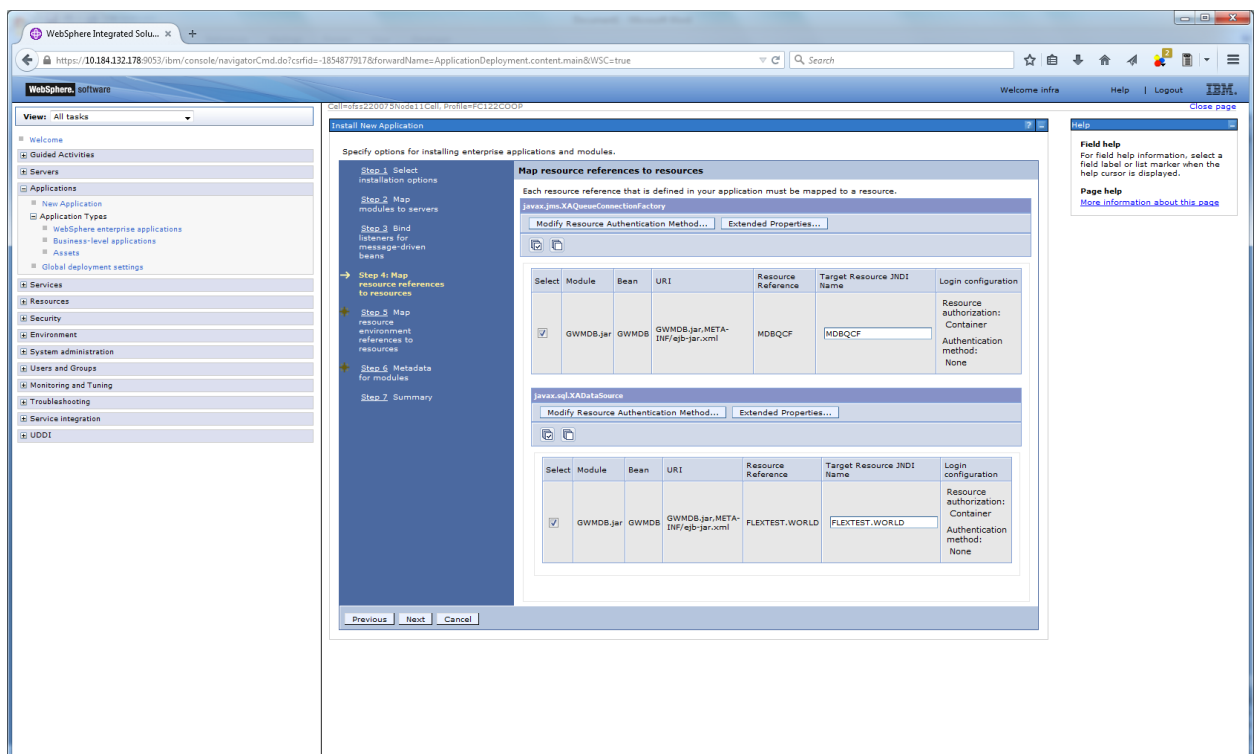 WebSphere Integrated Solu... × +
https://10.184.132.178:9053/ibm/console/navigatorCmd.do?csrfid=-1854877917&forwardName=ApplicationDeployment.content.main&WSC=true
Search
2
WebSphere. software
Welcome infra
Help | Logout
IBM.
View: All tasks
Welcome
Guided Activities
Servers
Applications
New Application
Application Types
WebSphere enterprise applications
Business-level applications
Assets
Global deployment settings
Services
Resources
Security
Environment
System administration
Users and Groups
Monitoring and Tuning
Troubleshooting
Service integration
UDDI
Cell=ofss220075Node11Cell, Profile=FC122COOP
Close page
Install New Application
? -
Specify options for installing enterprise applications and modules.
Step 1 Select
installation options
Step 2 Map
modules to servers
Step 3 Bind
listeners for
message-driven
beans
Step 4: Map
resource references
to resources
Step 5 Map
resource
environment
references to
resources
Step 6 Metadata
for modules
Step 7 Summary
Map resource references to resources
Each resource reference that is defined in your application must be mapped to a resource.
javax.jms.XAQueueConnectionFactory
Modify Resource Authentication Method... Extended Properties...
Select Module Bean URI Resource Reference Target Resource JNDI Name Login configuration
GWMDB.jar GWMDB GWMDB.jar,META-INF/ejb-jar.xml MDBQCF MDBQCF
Resource
authorization:
Container
Authentication
method:
None
javax.sql.XADataSource
Modify Resource Authentication Method... Extended Properties...
Select Module Bean URI Resource Reference Target Resource JNDI Name Login configuration
GWMDB.jar GWMDB GWMDB.jar,META-INF/ejb-jar.xml FLEXTEST.WORLD FLEXTEST.WORLD
Resource
authorization:
Container
Authentication
method:
None
Previous Next Cancel
Help
Field help
For field help information, select a
field label or list marker when the
help cursor is displayed.
Page help
More information about this page